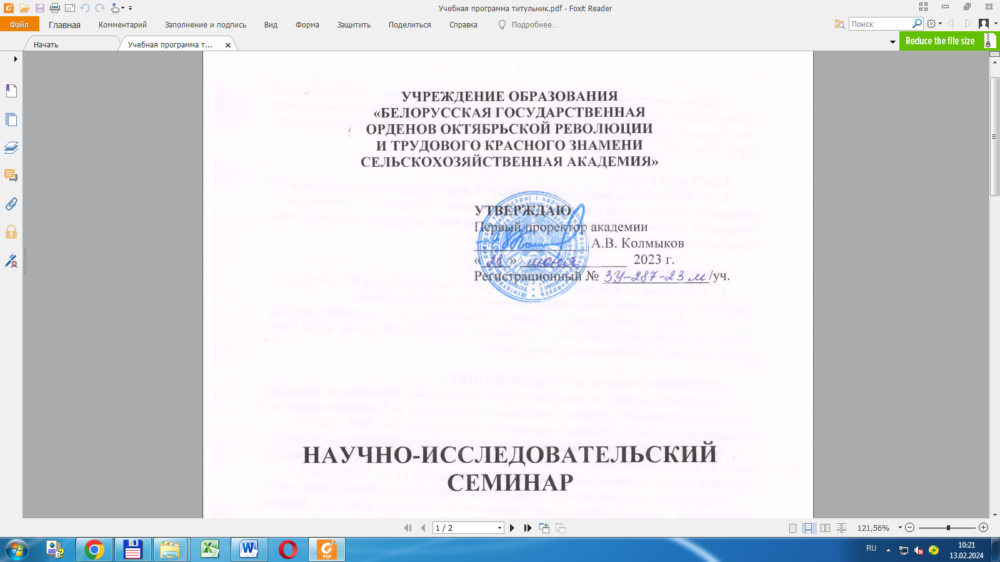 Учебная программа титульник.pdf - Foxit Reader
Файл Главная Комментарий Заполнение и подпись Вид Форма Защитить Поделиться Справка Подробнее... Поиск
Начать Учебная программа т... Reduce the file size
УЧРЕЖДЕНИЕ ОБРАЗОВАНИЯ
«БЕЛОРУССКАЯ ГОСУДАРСТВЕННАЯ
ОРДЕНОВ ОКТЯБРЬСКОЙ РЕВОЛЮЦИИ
И ТРУДОВОГО КРАСНОГО ЗНАМЕНИ
СЕЛЬСКОХОЗЯЙСТВЕННАЯ АКАДЕМИЯ»
УТВЕРЖДАЮ
Первый проректор академии
А.В. Колмыков
«28» июня 2023 г.
Регистрационный № ЗУ-287-23 м/уч.
НАУЧНО-ИССЛЕДОВАТЕЛЬСКИЙ
СЕМИНАР
1 / 2 121,56%
RU 10:21
13.02.2024